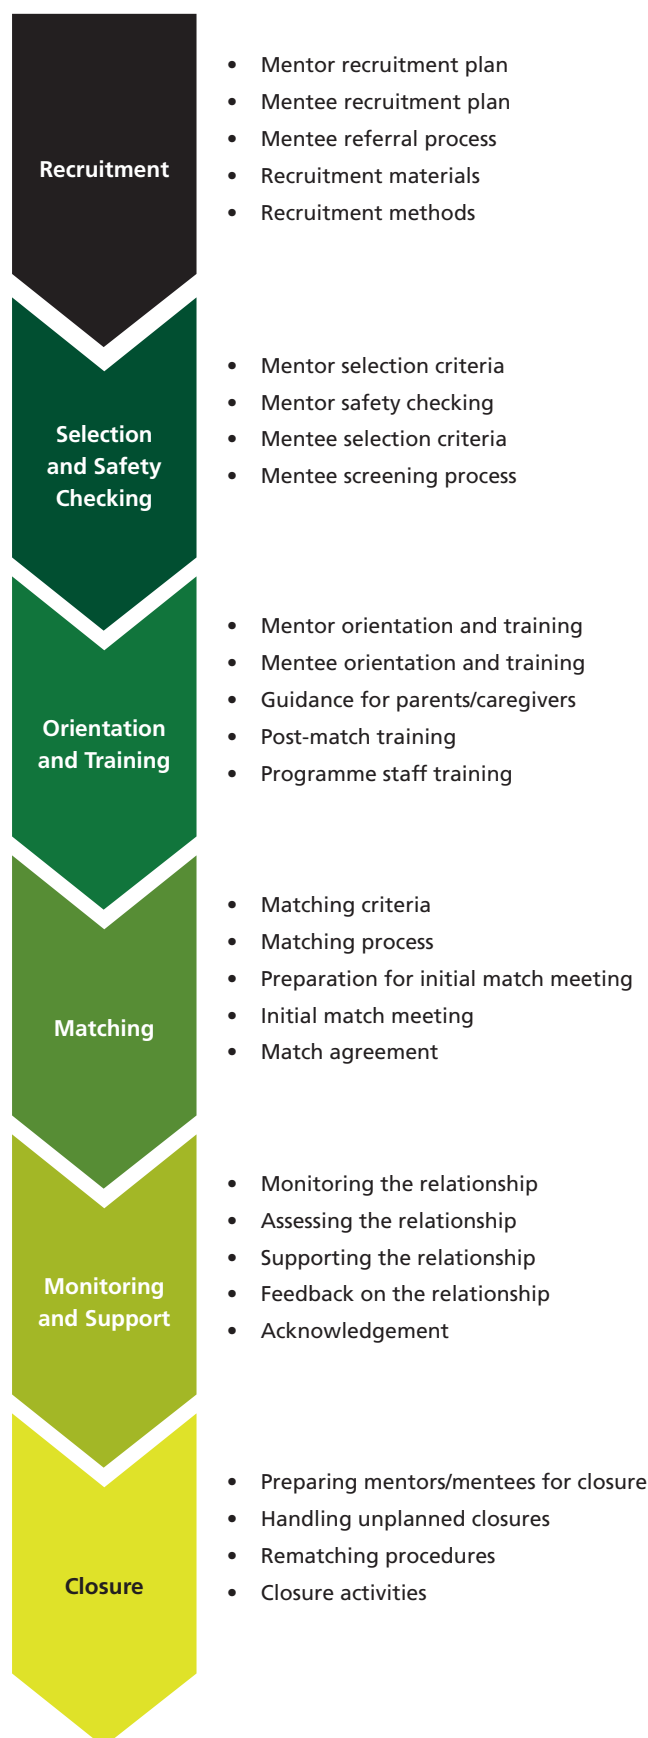 Recruitment
• Mentor recruitment plan
• Mentee recruitment plan
• Mentee referral process
• Recruitment materials
• Recruitment methods
Selection
and Safety
Checking
• Mentor selection criteria
• Mentor safety checking
• Mentee selection criteria
• Mentee screening process
Orientation
and Training
• Mentor orientation and training
• Mentee orientation and training
• Guidance for parents/caregivers
• Post-match training
• Programme staff training
Matching
• Matching criteria
• Matching process
• Preparation for initial match meeting
• Initial match meeting
• Match agreement
Monitoring
and Support
• Monitoring the relationship
• Assessing the relationship
• Supporting the relationship
• Feedback on the relationship
• Acknowledgement
Closure
• Preparing mentors/mentees for closure
• Handling unplanned closures
• Rematching procedures
• Closure activities